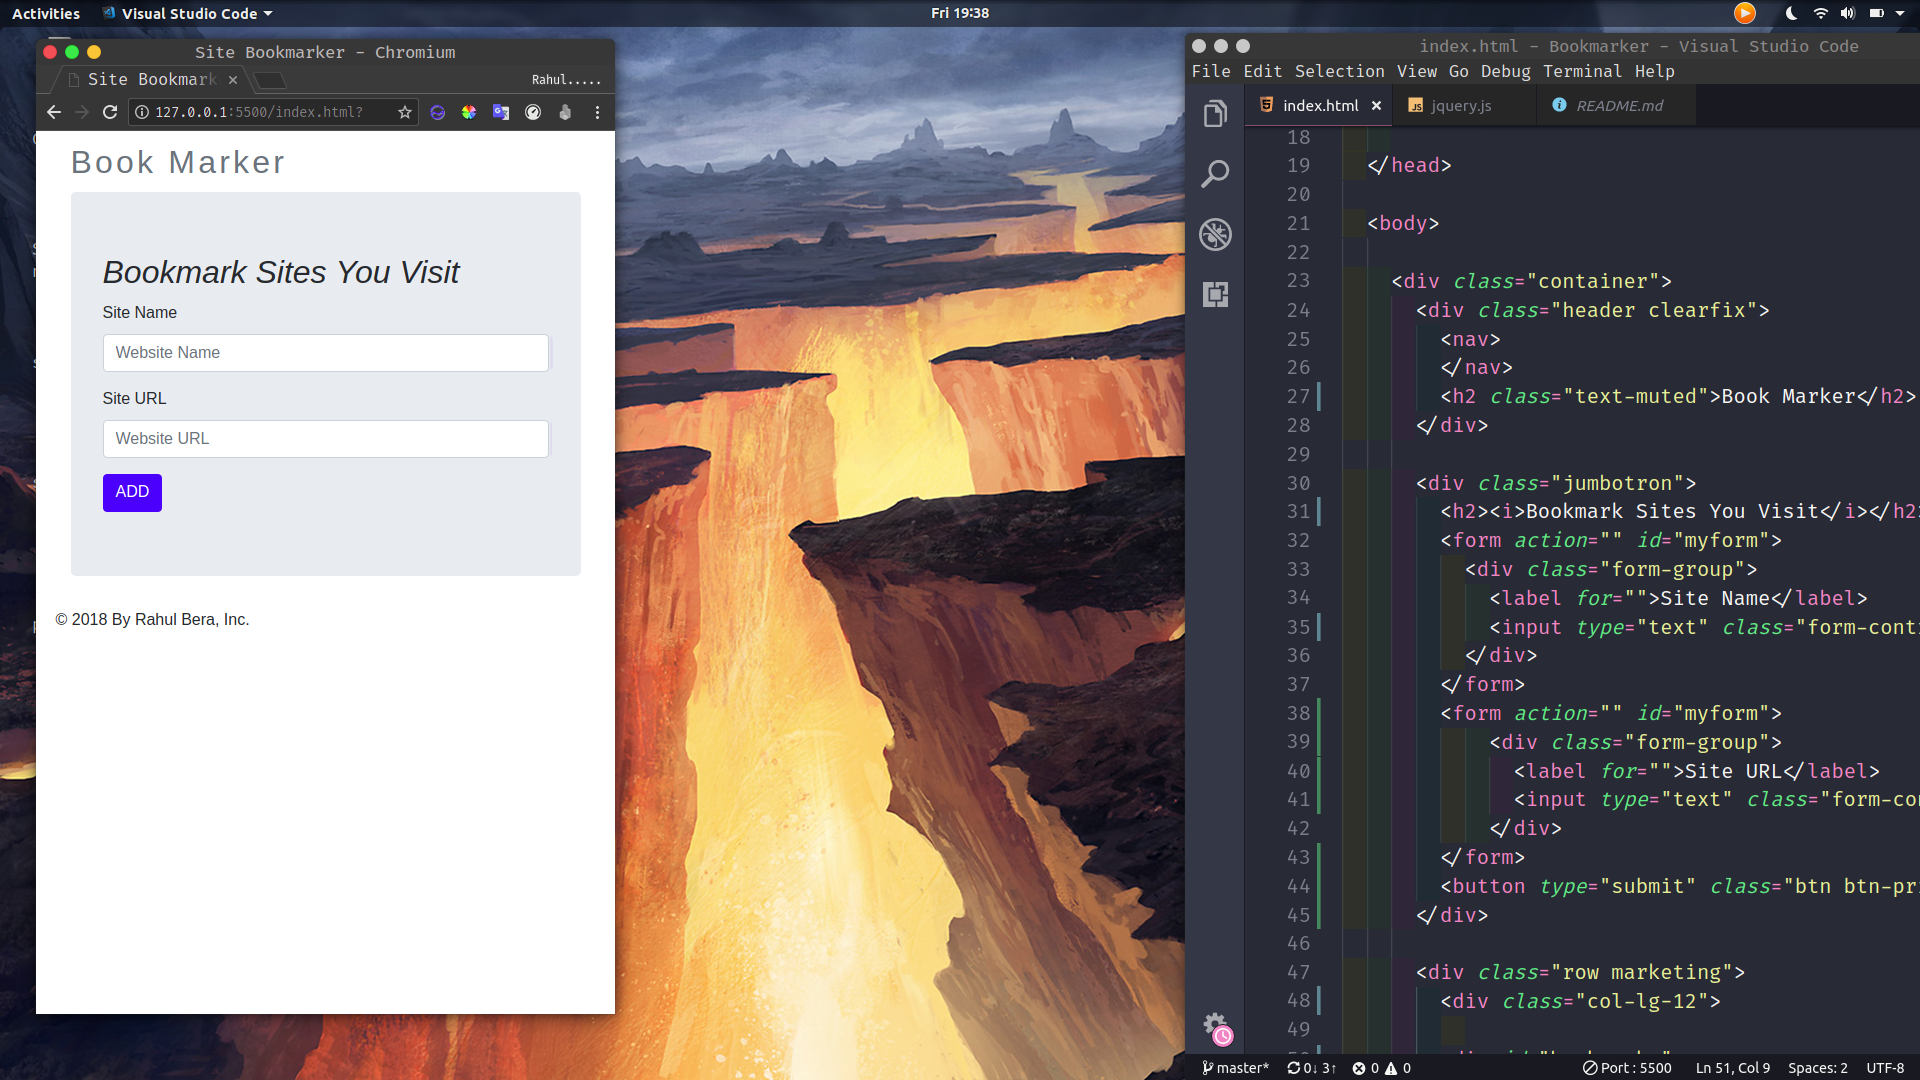 Activities Visual Studio Code Fri 19:38
Site Bookmarker - Chromium
Site Bookmark Rahul.....
127.0.0.1:5500/index.html?
Book Marker
Bookmark Sites You Visit
Site Name
Website Name
Site URL
Website URL
ADD
© 2018 By Rahul Bera, Inc.
index.html - Bookmarker - Visual Studio Code
File Edit Selection View Go Debug Terminal Help
index.html jquery.js README.md
18
19 </head>
20
21 <body>
22
23 <div class="container">
24 <div class="header clearfix">
25 <nav>
26 </nav>
27 <h2 class="text-muted">Book Marker</h2>
28 </div>
29
30 <div class="jumbotron">
31 <h2><i>Bookmark Sites You Visit</i></h2
32 <form action="" id="myform">
33 <div class="form-group">
34 <label for="">Site Name</label>
35 <input type="text" class="form-cont
36 </div>
37 </form>
38 <form action="" id="myform">
39 <div class="form-group">
40 <label for="">Site URL</label>
41 <input type="text" class="form-co
42 </div>
43 </form>
44 <button type="submit" class="btn btn-pr
45 </div>
46
47 <div class="row marketing">
48 <div class="col-lg-12">
49
master* 0↓ 3↑ 0 0 Port : 5500 Ln 51, Col 9 Spaces: 2 UTF-8